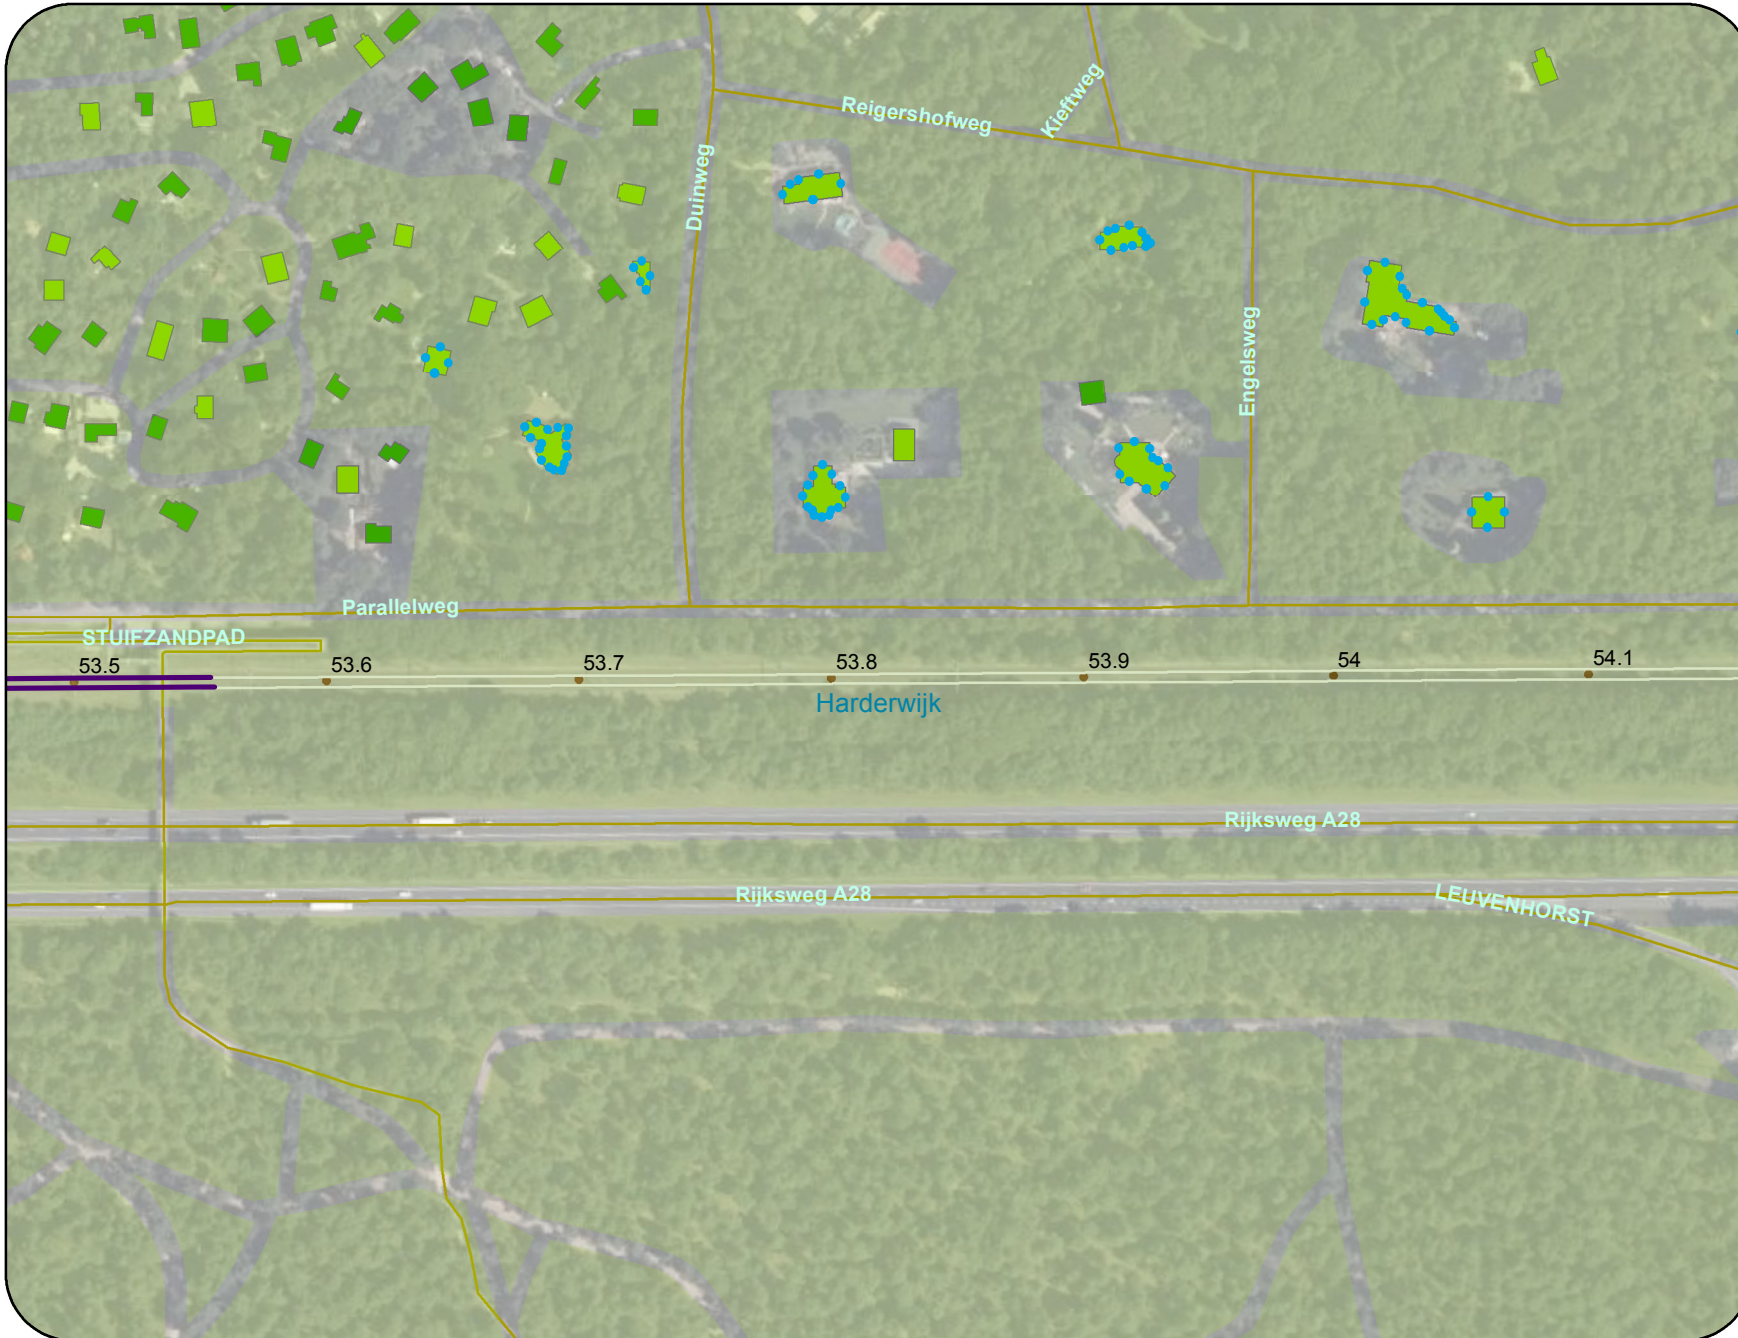 Reigershofweg
Kieftweg
Duinweg
Engelsweg
Parallelweg
STUIFZANDPAD
53.5
53.6
53.7
53.8
53.9
54
54.1
Harderwijk
Rijksweg A28
Rijksweg A28
LEUVENHORST